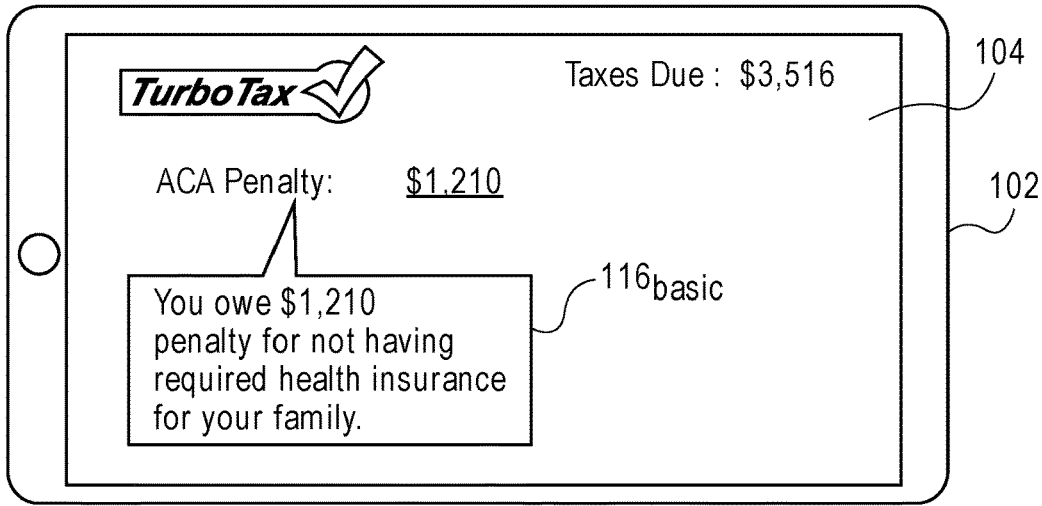 TurboTax
Taxes Due : $3,516
104
ACA Penalty: $1,210
102
116basic
You owe $1,210
penalty for not having
required health insurance
for your family.